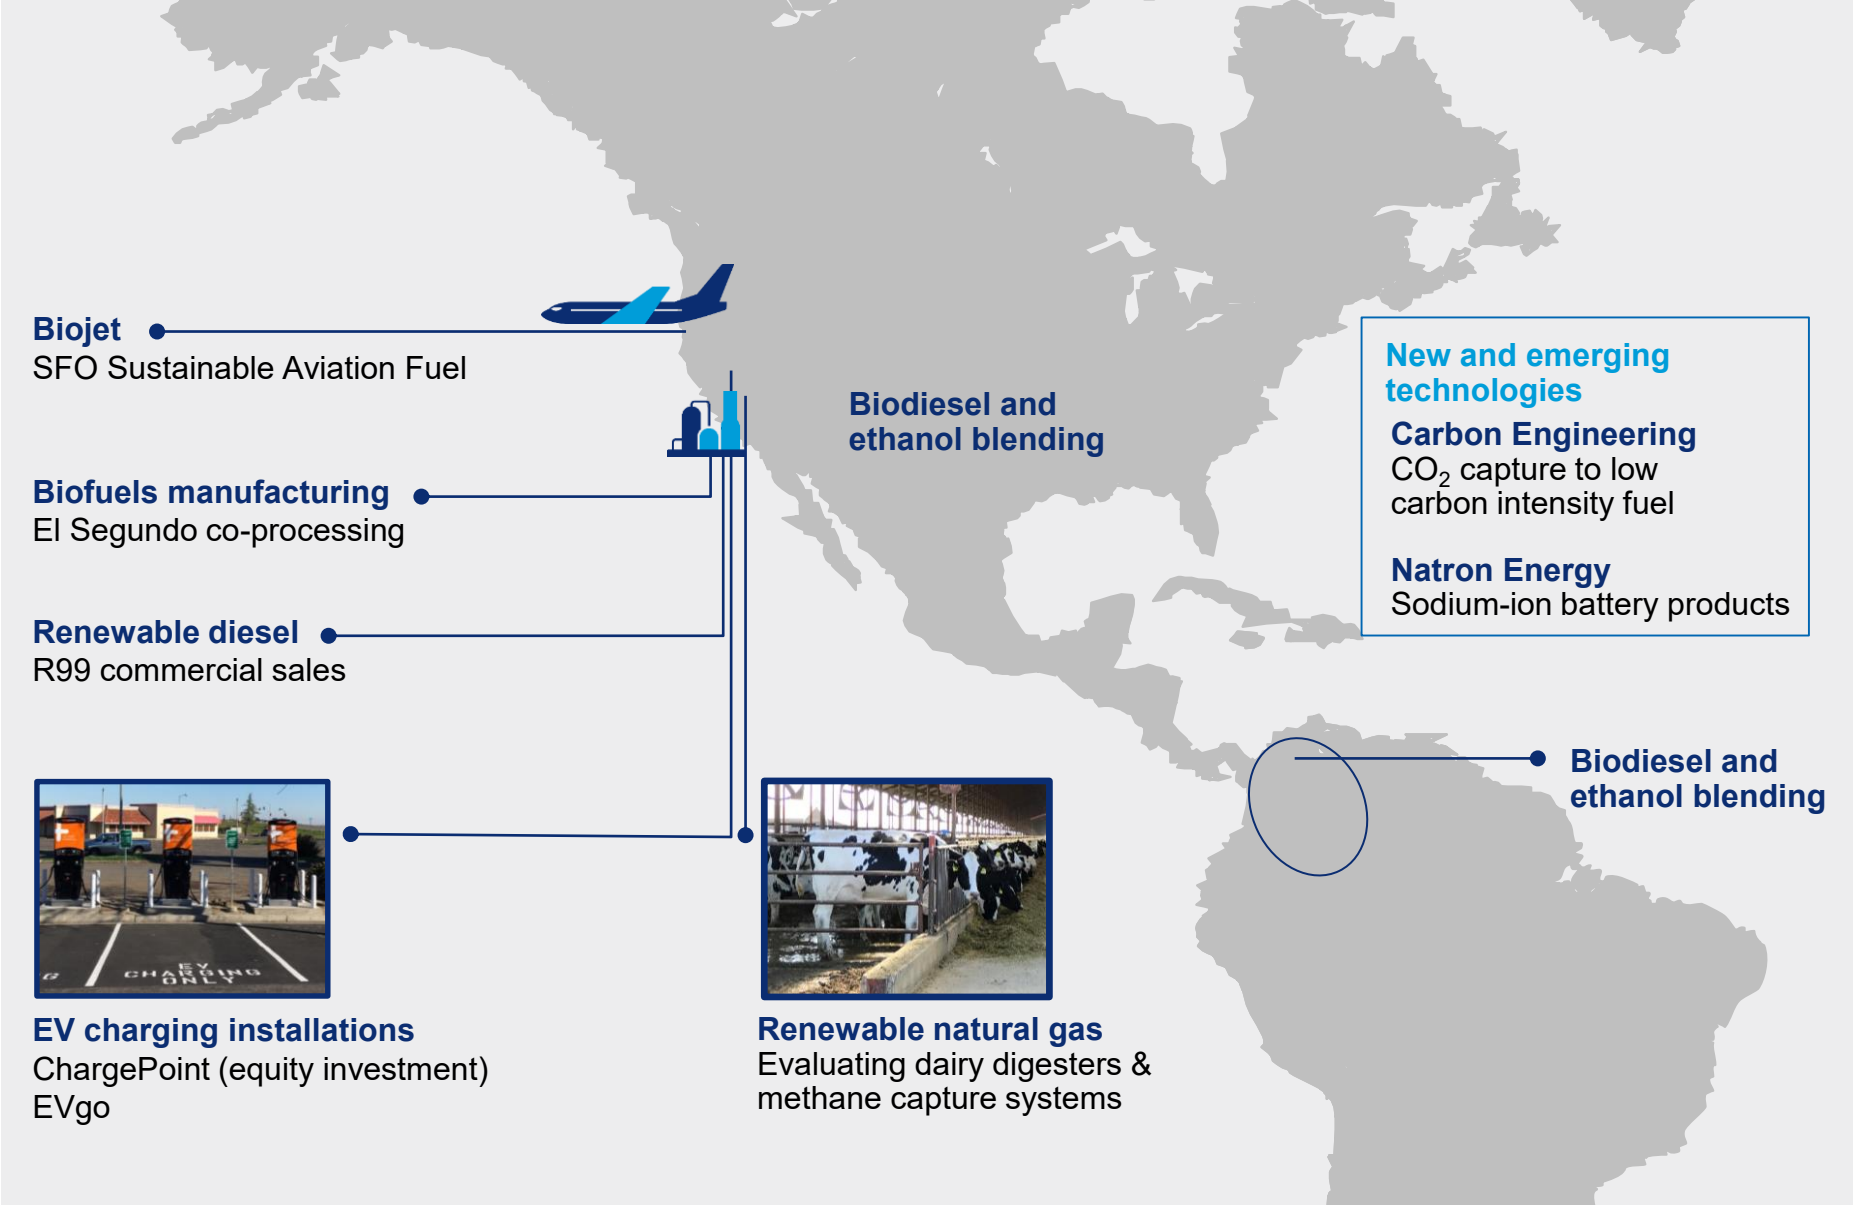 Biojet
SFO Sustainable Aviation Fuel
Biodiesel and
ethanol blending
New and emerging
technologies
Carbon Engineering
CO₂ capture to low
carbon intensity fuel
Natron Energy
Sodium-ion battery products
Biofuels manufacturing
El Segundo co-processing
Renewable diesel
R99 commercial sales
Biodiesel and
ethanol blending
EV
CHARGING
ONLY
G
EV charging installations
ChargePoint (equity investment)
EVgo
Renewable natural gas
Evaluating dairy digesters &
methane capture systems